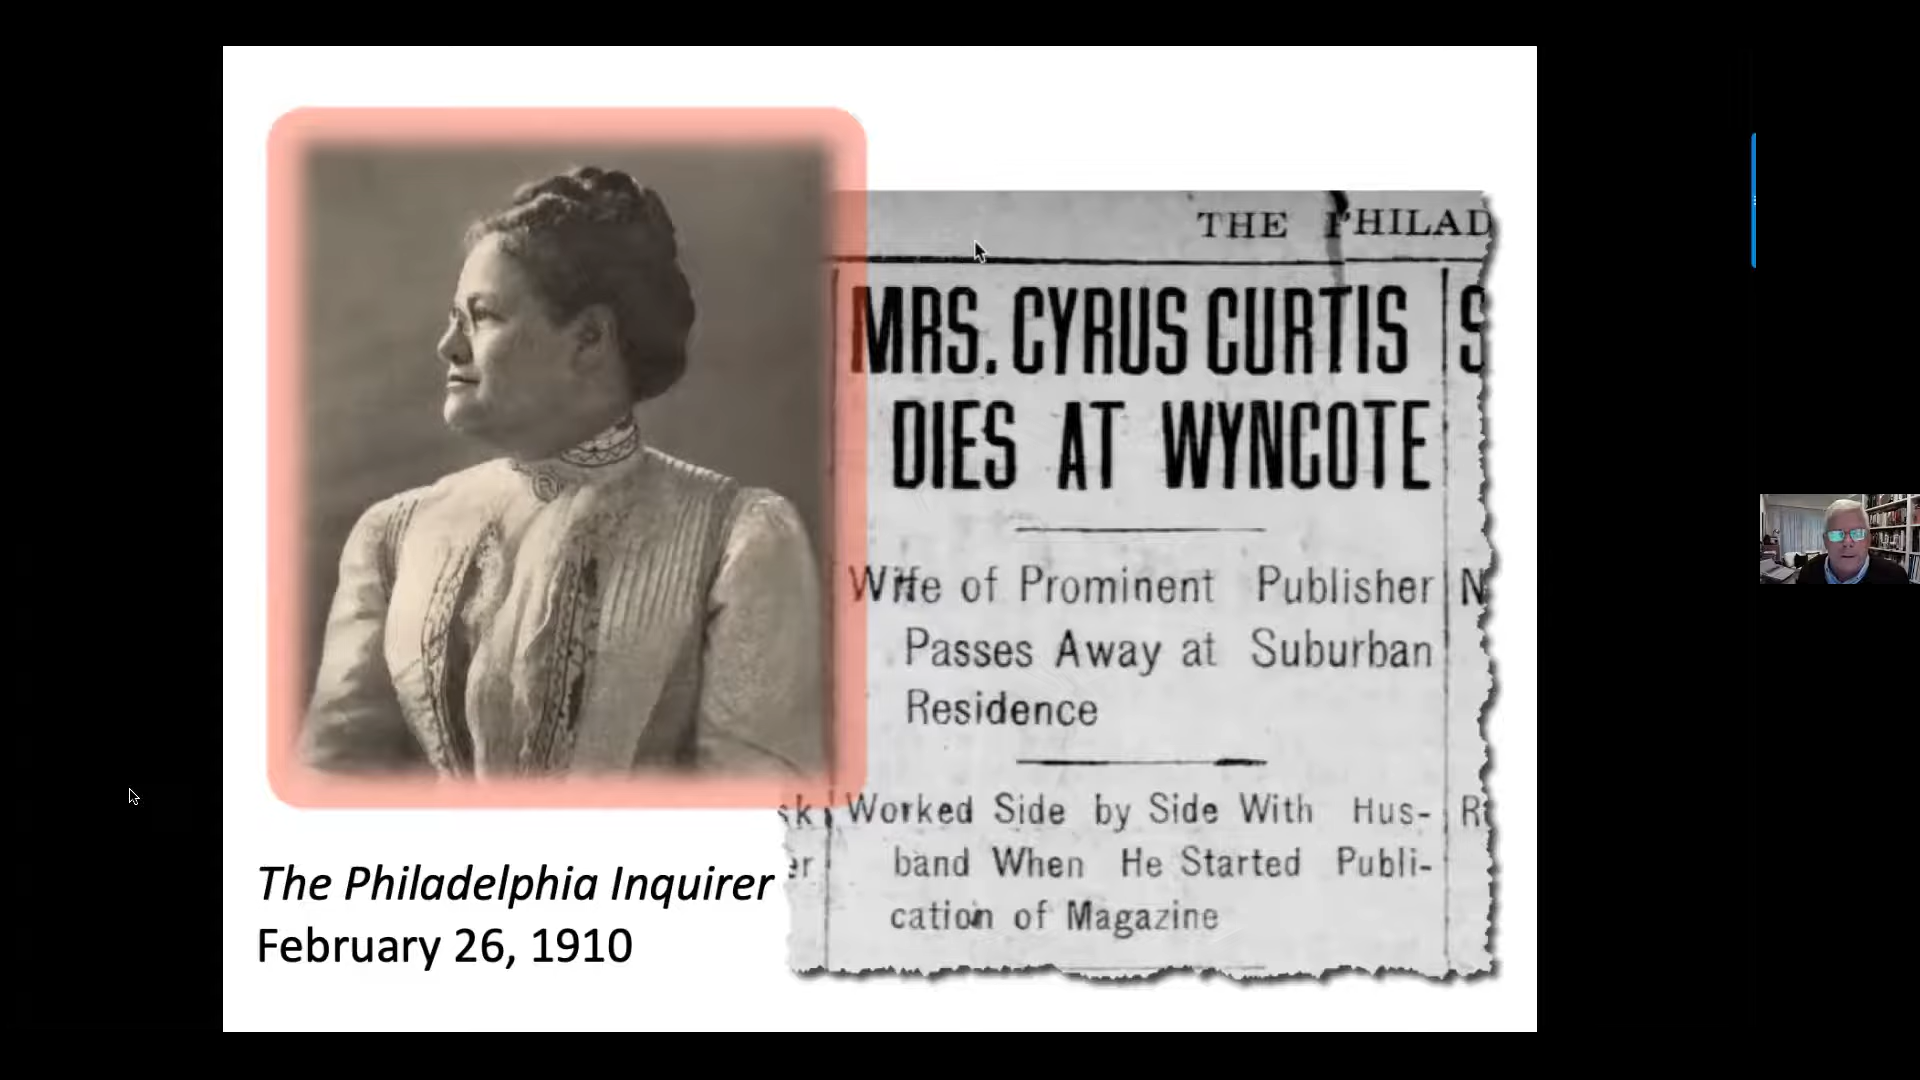 THE PHILAD
MRS. CYRUS CURTIS
DIES AT WYNCOTE
Wife of Prominent Publisher
Passes Away at Suburban
Residence
Worked Side by Side With Hus-
band When He Started Publi-
cation of Magazine
The Philadelphia Inquirer
February 26, 1910